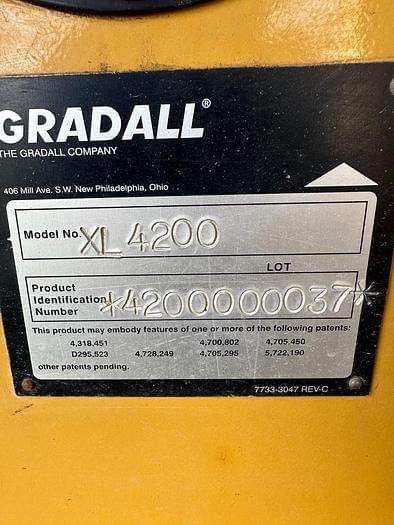 GRADALL®
THE GRADALL COMPANY
406 Mill Ave. S.W. New Philadelphia, Ohio
Model No. XL4200
LOT
Product
Identification
Number *4200000037*
This product may embody features of one or more of the following patents:
4,318,451 4,700,802 4,705,450
D295,523 4,728,249 4,705,295 5,722,190
other patents pending.
7733-3047 REV-C